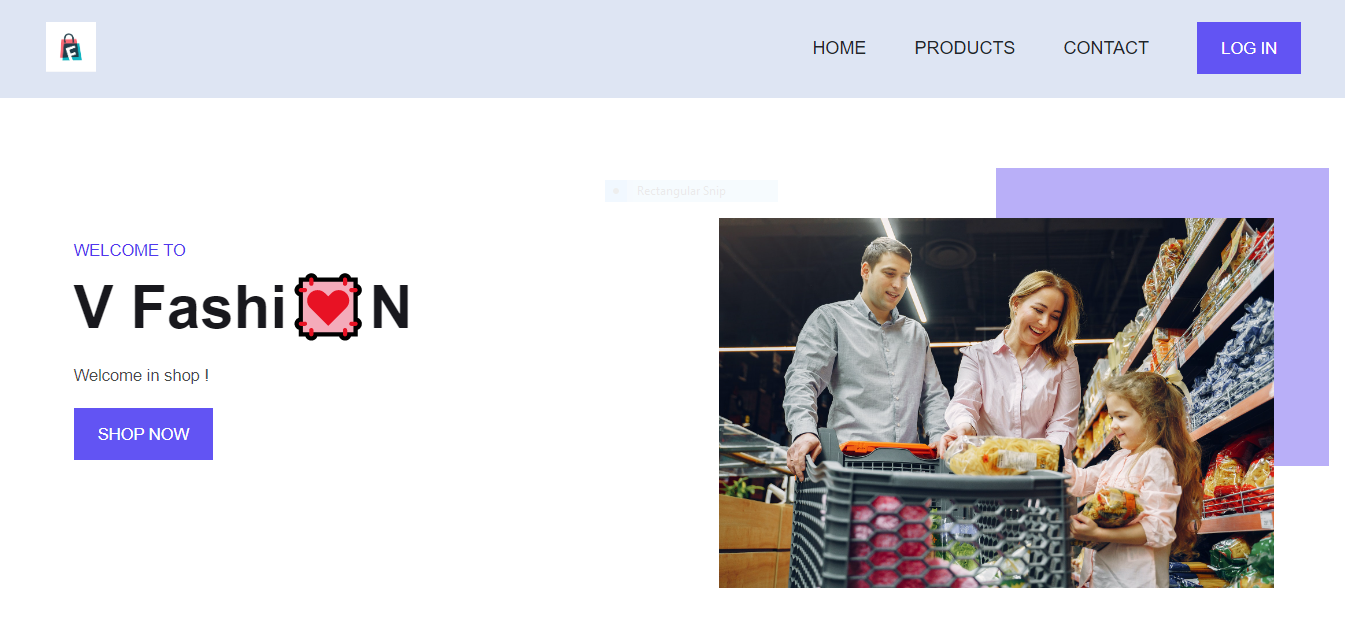 HOME PRODUCTS CONTACT LOG IN
Rectangular Snip
WELCOME TO
V Fashi N
Welcome in shop !
SHOP NOW